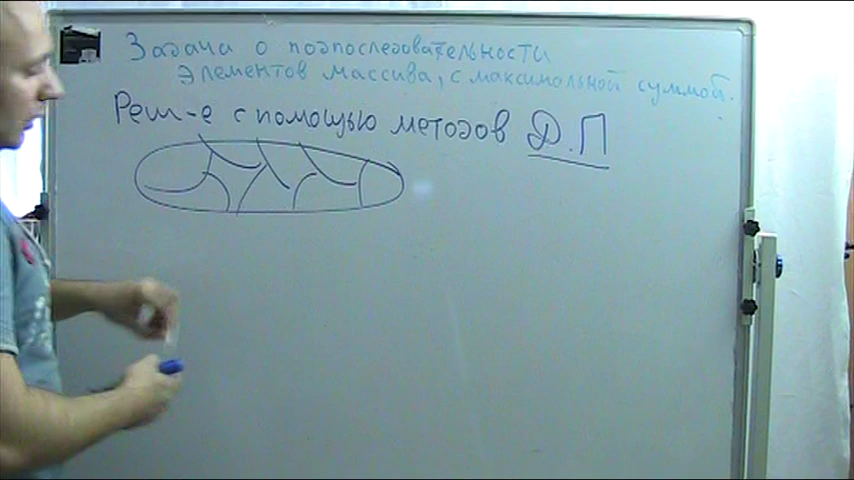 Задача о подпоследовательности
элементов массива, с максимальной суммой.
Реш-е с помощью методов Д.П